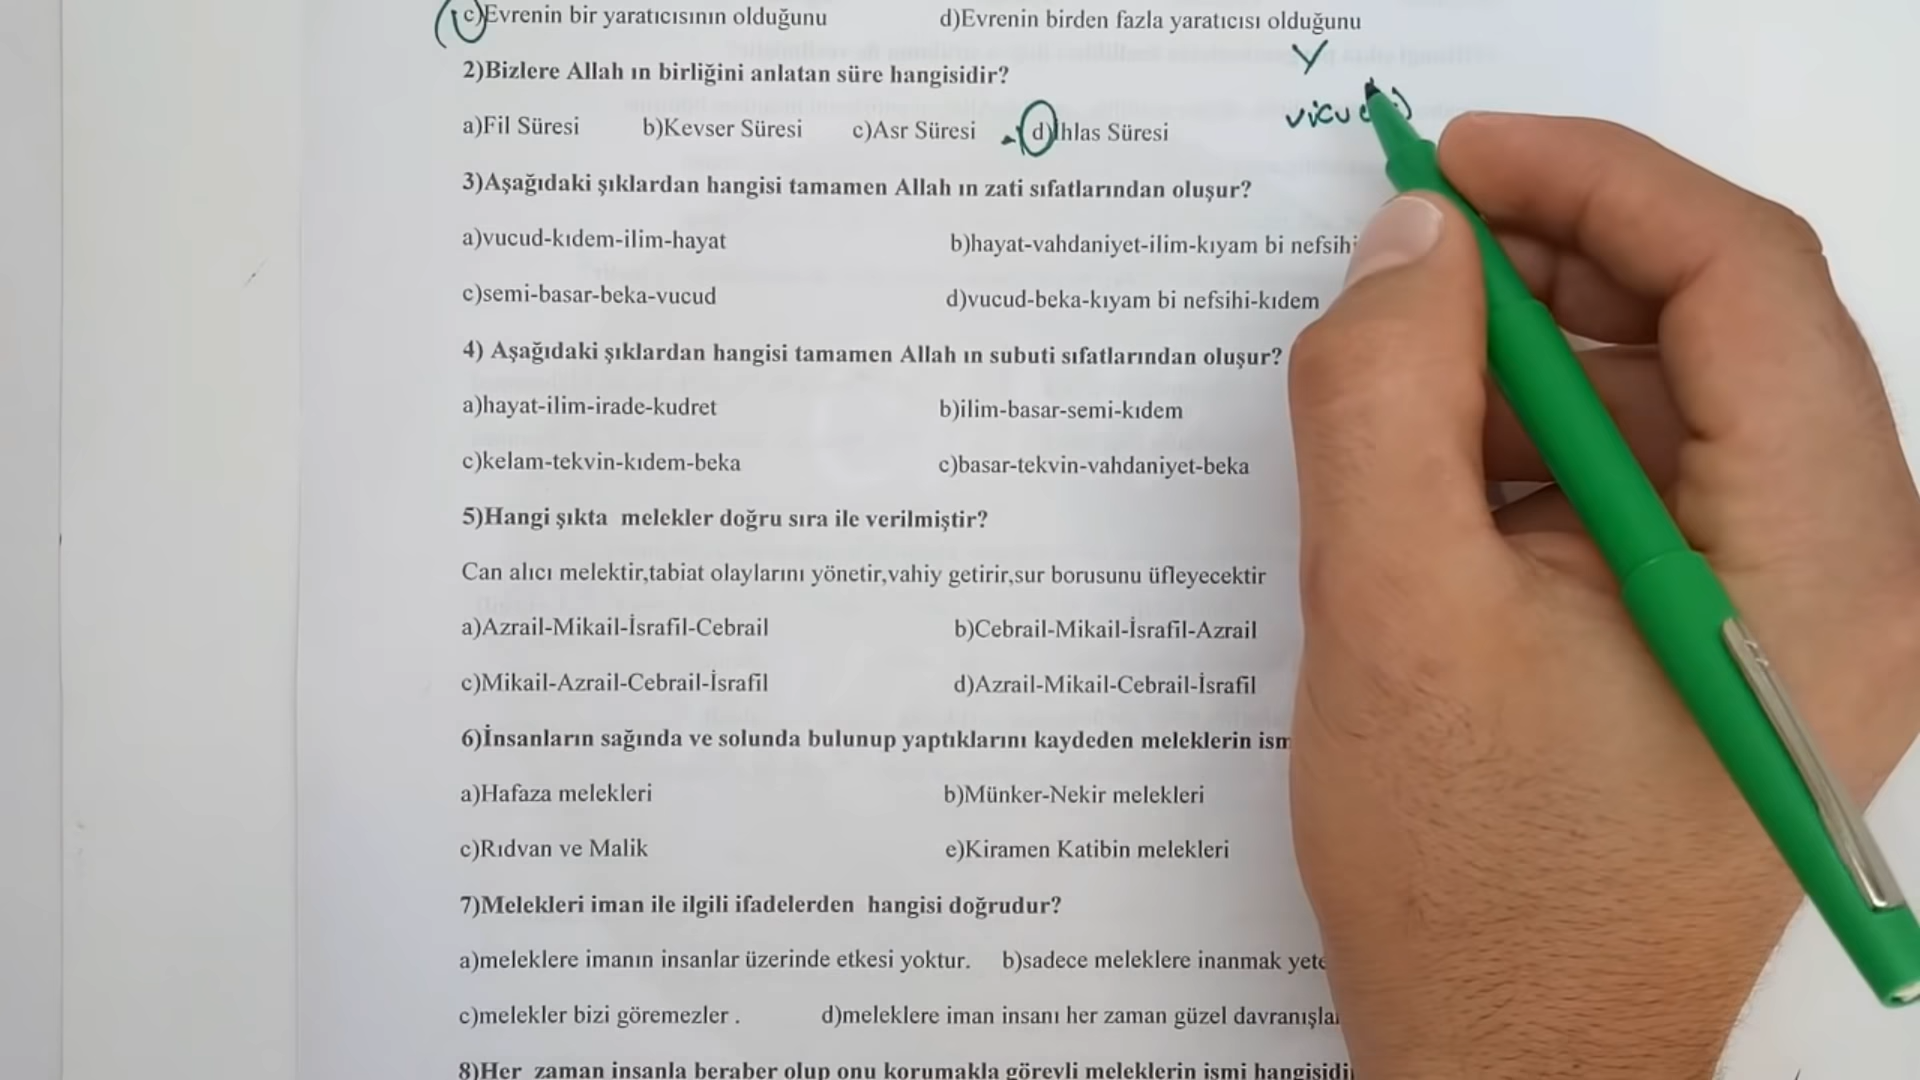 c)Evrenin bir yaratıcısının olduğunu d)Evrenin birden fazla yaratıcısı olduğunu
2)Bizlere Allah ın birliğini anlatan süre hangisidir?
a)Fil Süresi b)Kevser Süresi c)Asr Süresi d)İhlas Süresi
3)Aşağıdaki şıklardan hangisi tamamen Allah ın zati sıfatlarından oluşur?
a)vucud-kıdem-ilim-hayat b)hayat-vahdaniyet-ilim-kıyam bi nefsihi
c)semi-basar-beka-vucud d)vucud-beka-kıyam bi nefsihi-kıdem
4) Aşağıdaki şıklardan hangisi tamamen Allah ın subuti sıfatlarından oluşur?
a)hayat-ilim-irade-kudret b)ilim-basar-semi-kıdem
c)kelam-tekvin-kıdem-beka c)basar-tekvin-vahdaniyet-beka
5)Hangi şıkta melekler doğru sıra ile verilmiştir?
Can alıcı melektir,tabiat olaylarını yönetir,vahiy getirir,sur borusunu üfleyecektir
a)Azrail-Mikail-İsrafil-Cebrail b)Cebrail-Mikail-İsrafil-Azrail
c)Mikail-Azrail-Cebrail-İsrafil d)Azrail-Mikail-Cebrail-İsrafil
6)İnsanların sağında ve solunda bulunup yaptıklarını kaydeden meleklerin ism
a)Hafaza melekleri b)Münker-Nekir melekleri
c)Rıdvan ve Malik e)Kiramen Katibin melekleri
7)Melekleri iman ile ilgili ifadelerden hangisi doğrudur?
a)meleklere imanın insanlar üzerinde etkesi yoktur. b)sadece meleklere inanmak yete
c)melekler bizi göremezler . d)meleklere iman insanı her zaman güzel davranışla
8)Her zaman insanla beraber olup onu korumakla görevli meleklerin ismi hangisidi